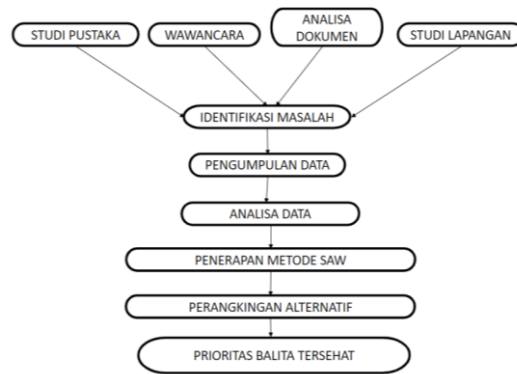 STUDI PUSTAKA
WAWANCARA
ANALISA
DOKUMEN
STUDI LAPANGAN
IDENTIFIKASI MASALAH
PENGUMPULAN DATA
ANALISA DATA
PENERAPAN METODE SAW
PERANGKINGAN ALTERNATIF
PRIORITAS BALITA TERSEHAT